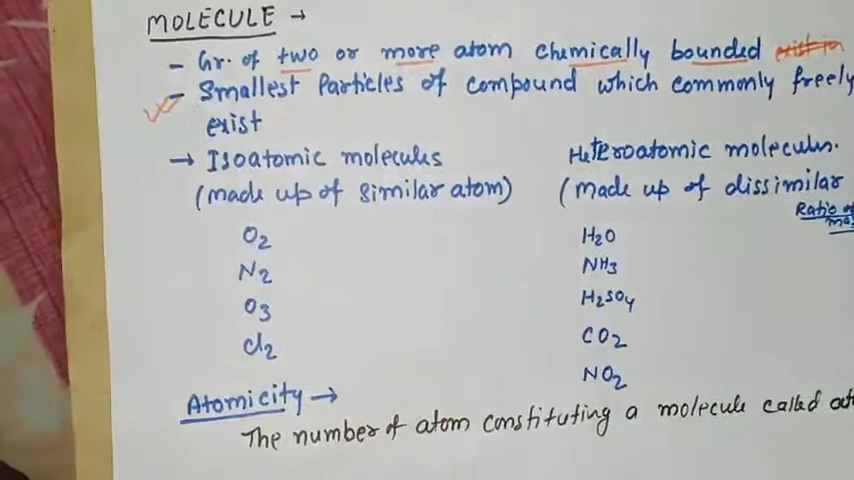 MOLECULE →
- Gr. of two or more atom chemically bounded
- Smallest Particles of compound which commonly freely
exist
→ Isoatomic molecules
(made up of similar atom)
O2
N2
O3
Cl2
Heteroatomic molecules.
(made up of dissimilar
Ratio of
H2O
NH3
H2SO4
CO2
NO2
Atomicity →
The number of atom constituting a molecule called